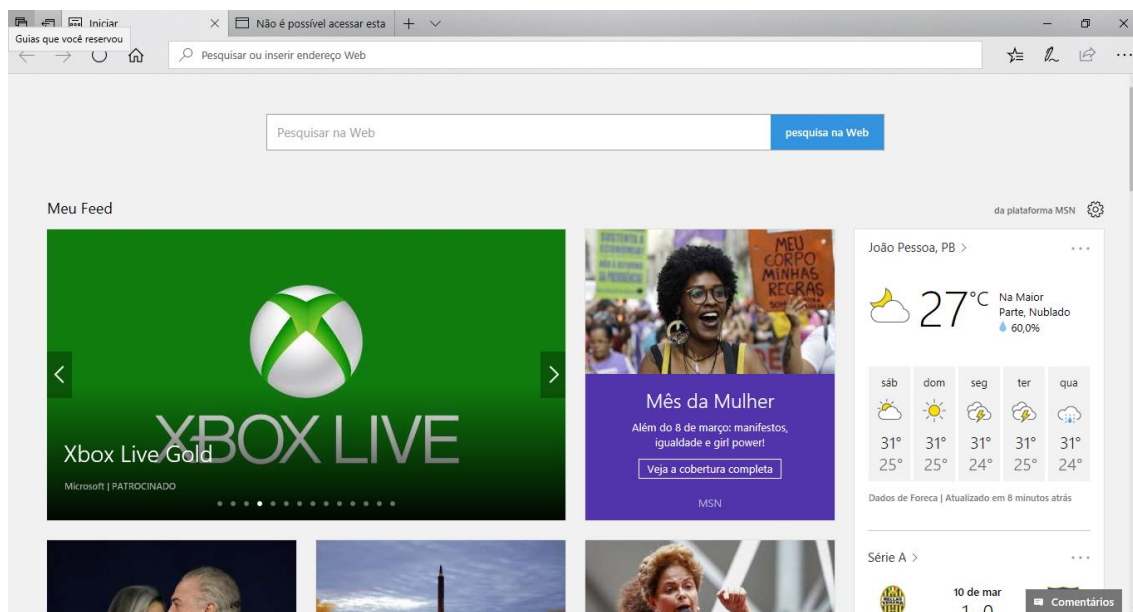 Iniciar
Não é possível acessar esta
Guias que você reservou
Pesquisar ou inserir endereço Web
Pesquisar na Web
pesquisa na Web
Meu Feed
da plataforma MSN
XBOX LIVE
Xbox Live Gold
Microsoft | PATROCINADO
MEU
CORPO
MINHAS
REGRAS
Mês da Mulher
Além do 8 de março: manifestos,
igualdade e girl power!
Veja a cobertura completa
MSN
João Pessoa, PB >
27°C
Na Maior
Parte, Nublado
60,0%
sáb dom seg ter qua
31° 31° 31° 31° 31°
25° 25° 24° 25° 24°
Dados de Foreca | Atualizado em 8 minutos atrás
Série A >
10 de mar
Comentários